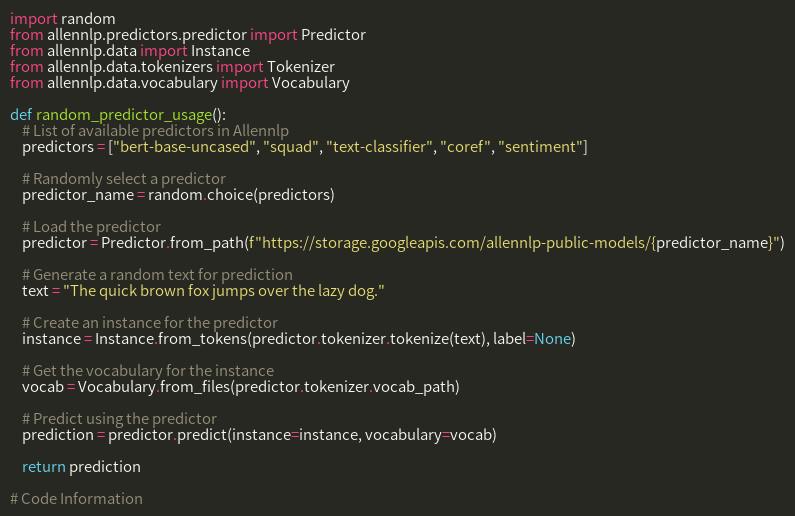 import random
from allennlp.predictors.predictor import Predictor
from allennlp.data import Instance
from allennlp.data.tokenizers import Tokenizer
from allennlp.data.vocabulary import Vocabulary

def random_predictor_usage():
    # List of available predictors in Allennlp
    predictors = ["bert-base-uncased", "squad", "text-classifier", "coref", "sentiment"]

    # Randomly select a predictor
    predictor_name = random.choice(predictors)

    # Load the predictor
    predictor = Predictor.from_path(f"https://storage.googleapis.com/allennlp-public-models/{predictor_name}")

    # Generate a random text for prediction
    text = "The quick brown fox jumps over the lazy dog."

    # Create an instance for the predictor
    instance = Instance.from_tokens(predictor.tokenizer.tokenize(text), label=None)

    # Get the vocabulary for the instance
    vocab = Vocabulary.from_files(predictor.tokenizer.vocab_path)

    # Predict using the predictor
    prediction = predictor.predict(instance=instance, vocabulary=vocab)

    return prediction

# Code Information